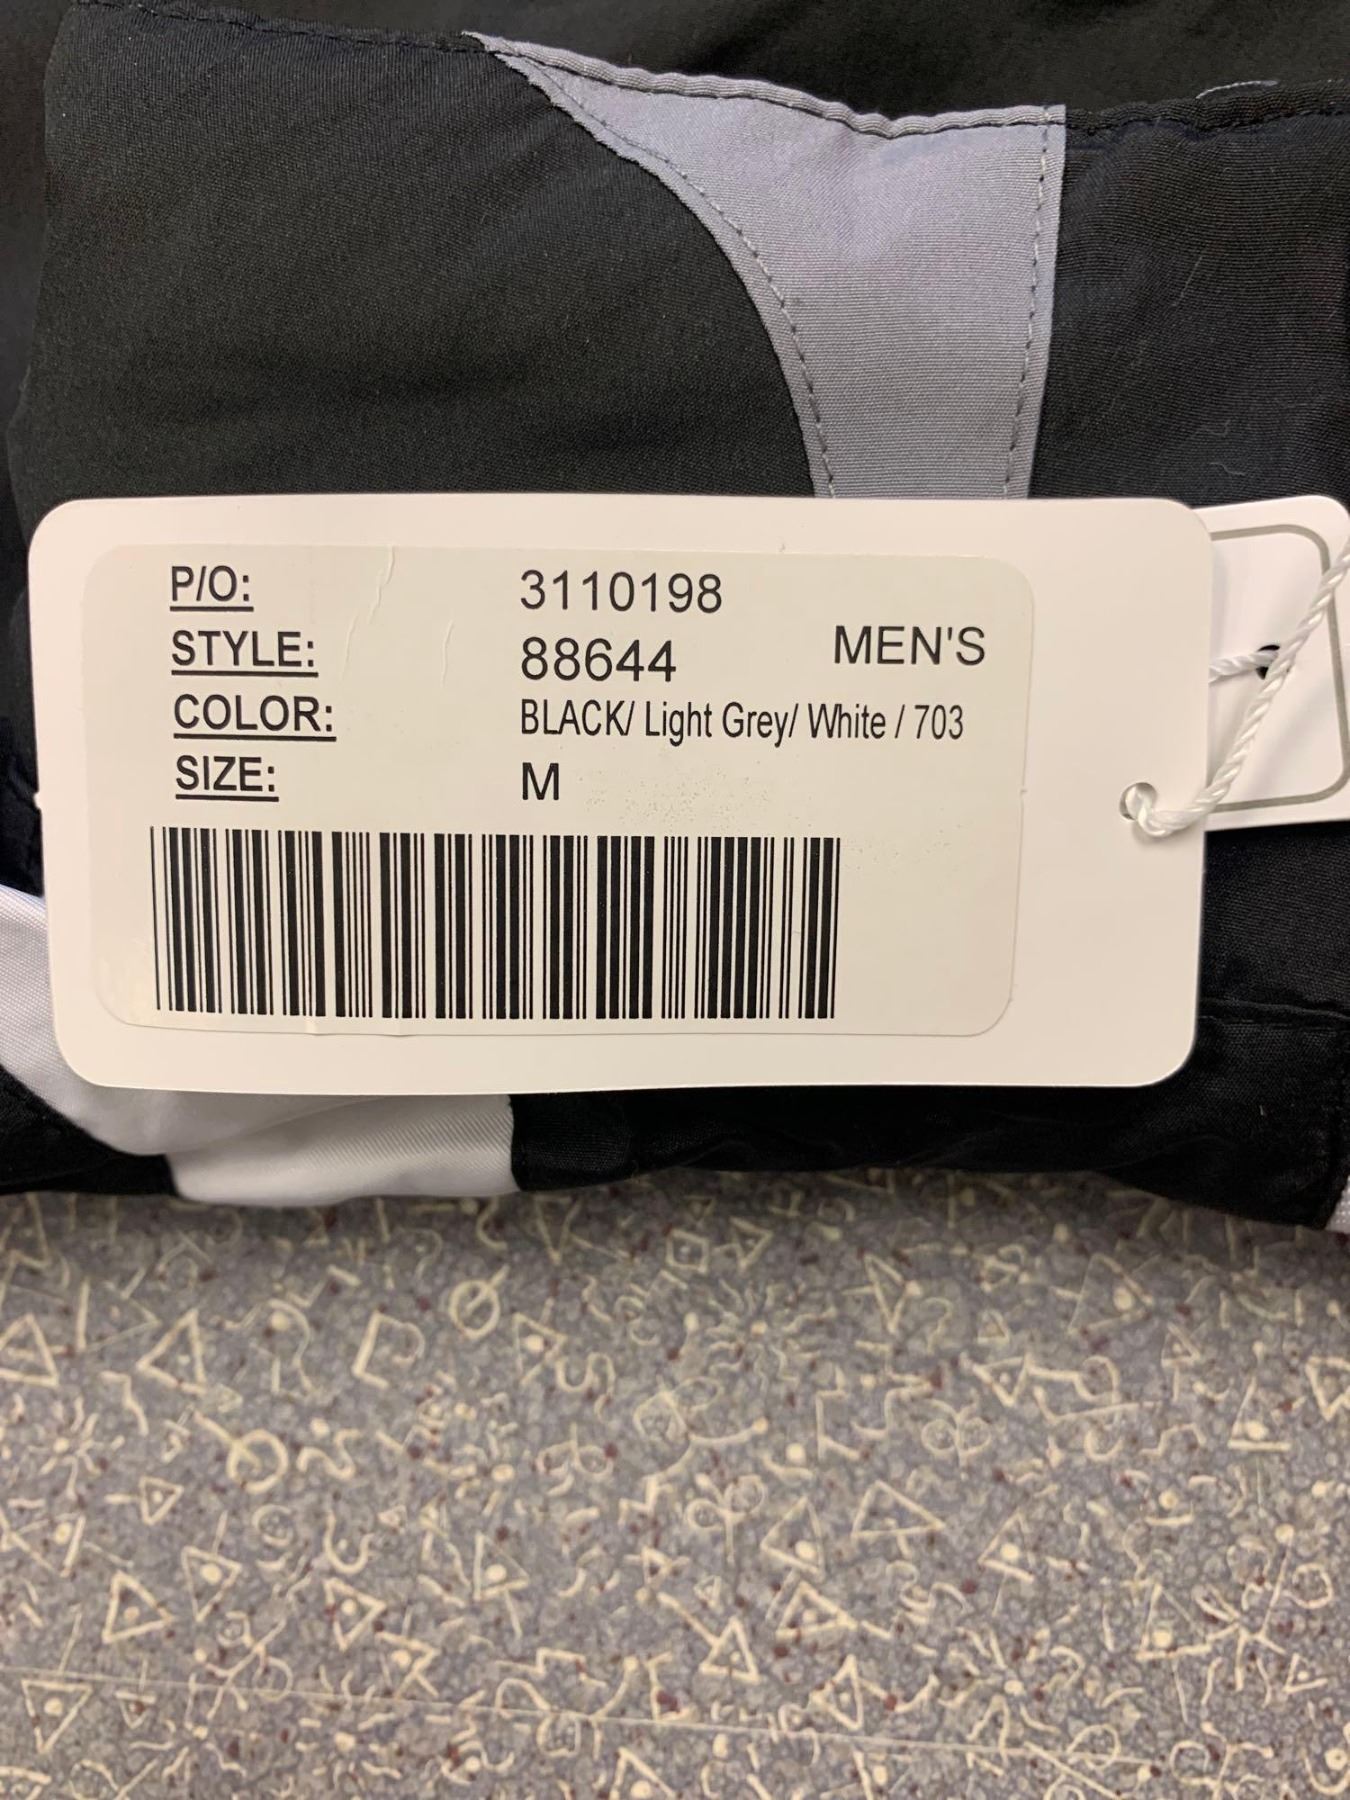 P/O: 3110198
STYLE: 88644 MEN'S
COLOR: BLACK/ Light Grey/ White / 703
SIZE: M